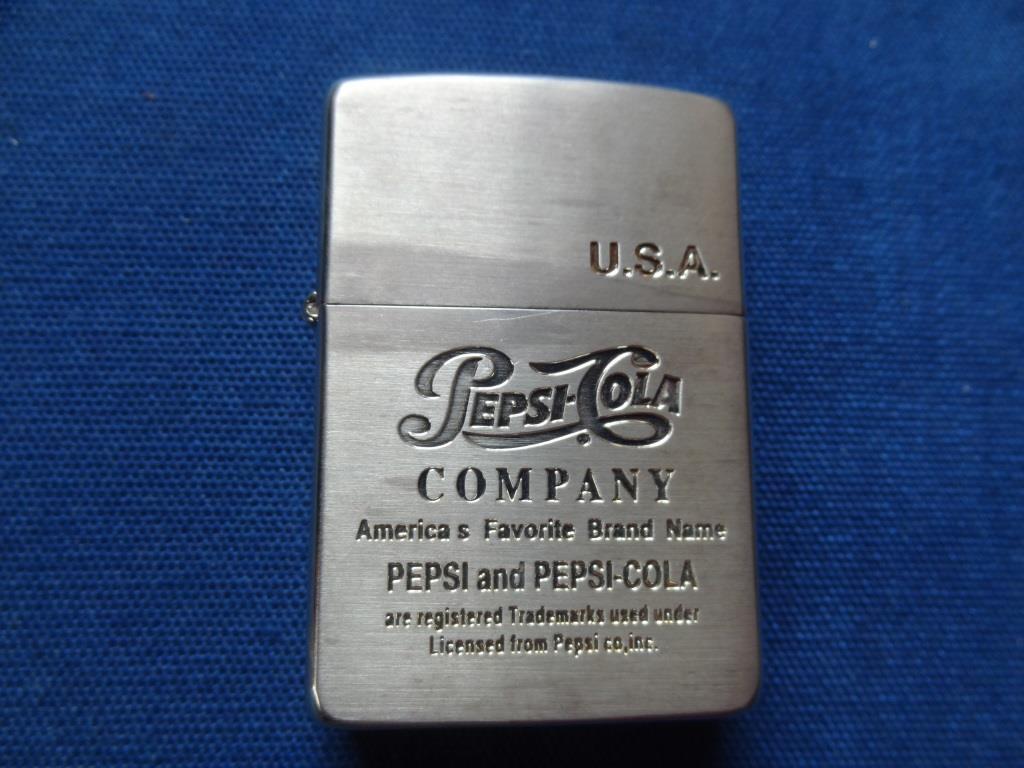 U.S.A.
PEPSI-COLA
COMPANY
America s Favorite Brand Name
PEPSI and PEPSI-COLA
are registered Trademarks used under
Licensed from Pepsi co,inc.